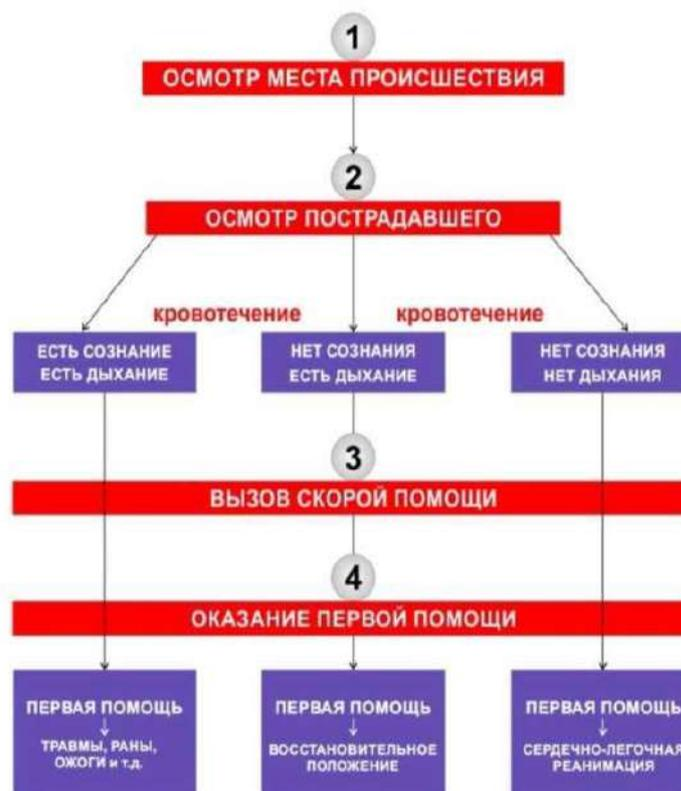 1
ОСМОТР МЕСТА ПРОИСШЕСТВИЯ
2
ОСМОТР ПОСТРАДАВШЕГО
кровотечение кровотечение
ЕСТЬ СОЗНАНИЕ
ЕСТЬ ДЫХАНИЕ
НЕТ СОЗНАНИЯ
ЕСТЬ ДЫХАНИЕ
НЕТ СОЗНАНИЯ
НЕТ ДЫХАНИЯ
3
ВЫЗОВ СКОРОЙ ПОМОЩИ
4
ОКАЗАНИЕ ПЕРВОЙ ПОМОЩИ
ПЕРВАЯ ПОМОЩЬ
ТРАВМЫ, РАНЫ,
ОЖОГИ и т.д.
ПЕРВАЯ ПОМОЩЬ
ВОССТАНОВИТЕЛЬНОЕ
ПОЛОЖЕНИЕ
ПЕРВАЯ ПОМОЩЬ
СЕРДЕЧНО-ЛЕГОЧНАЯ
РЕАНИМАЦИЯ